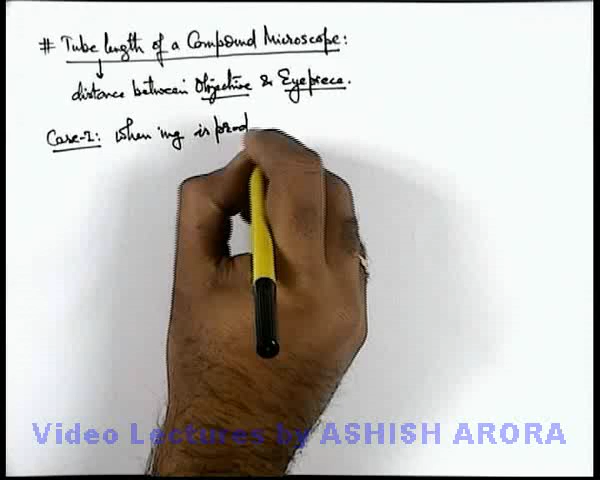 # Tube length of a Compound Microscope:
distance between Objective & Eyepiece.
Case-1: when img is prod
Video Lectures by ASHISH ARORA